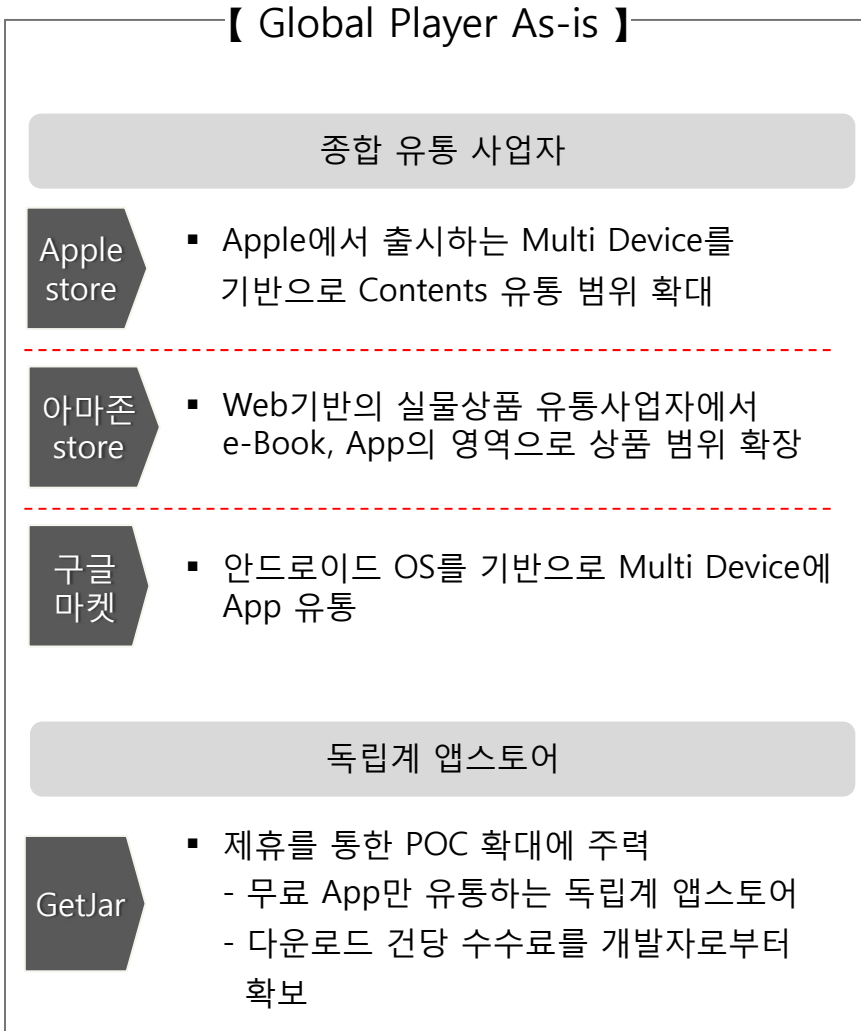 【 Global Player As-is 】
종합 유통 사업자
Apple
store
▪ Apple에서 출시하는 Multi Device를
기반으로 Contents 유통 범위 확대
아마존
store
▪ Web기반의 실물상품 유통사업자에서
e-Book, App의 영역으로 상품 범위 확장
구글
마켓
▪ 안드로이드 OS를 기반으로 Multi Device에
App 유통
독립계 앱스토어
GetJar
▪ 제휴를 통한 POC 확대에 주력
- 무료 App만 유통하는 독립계 앱스토어
- 다운로드 건당 수수료를 개발자로부터
확보